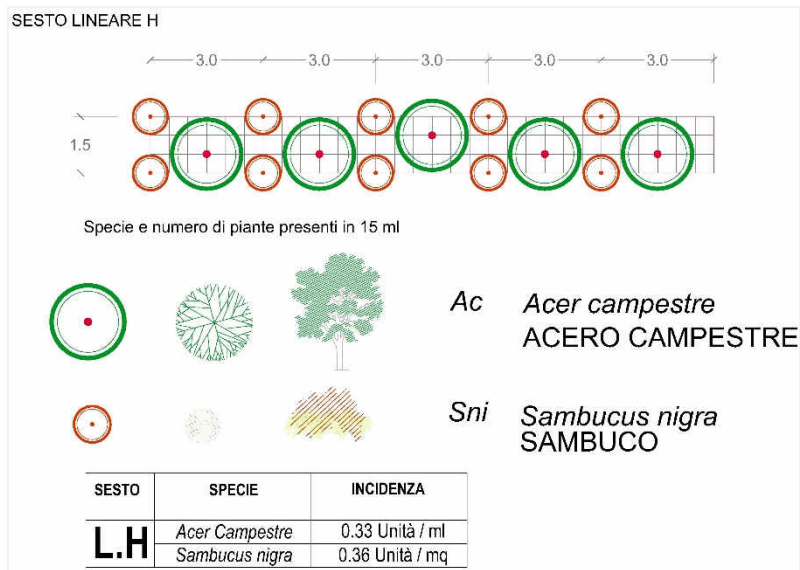 SESTO LINEARE H
3.0 3.0 3.0 3.0 3.0
1.5
Specie e numero di piante presenti in 15 ml
Ac Acer campestre
ACERO CAMPESTRE
Sni Sambucus nigra
SAMBUCO
SESTO SPECIE INCIDENZA
L.H Acer Campestre 0.33 Unità / ml
Sambucus nigra 0.36 Unità / mq